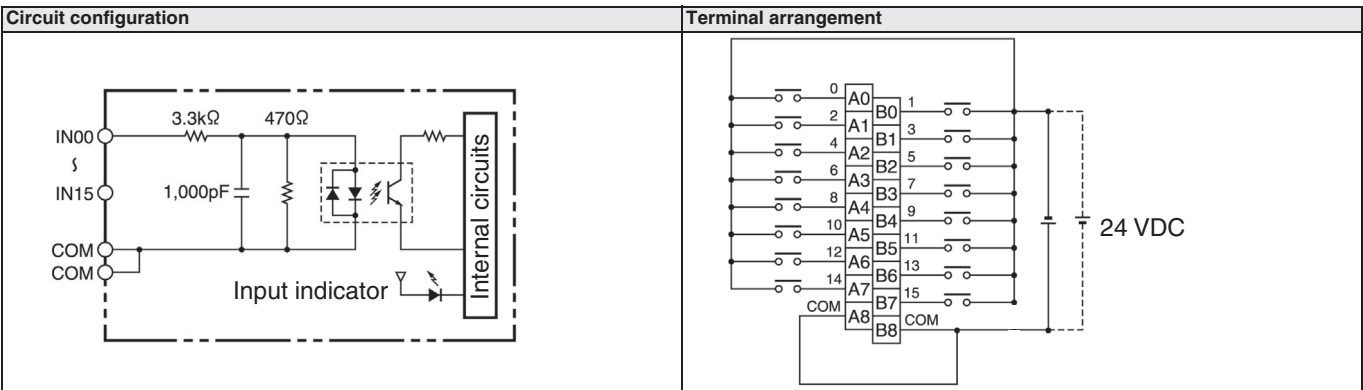 Circuit configuration
Terminal arrangement
3.3kΩ 470Ω
IN00
IN15
1,000pF
COM
COM
Input indicator
Internal circuits
0 A0
B0 1
2 A1
B1 3
4 A2
B2 5
6 A3
B3 7
8 A4
B4 9
10 A5
B5 11
12 A6
B6 13
14 A7
B7 15
COM A8
B8 COM
24 VDC